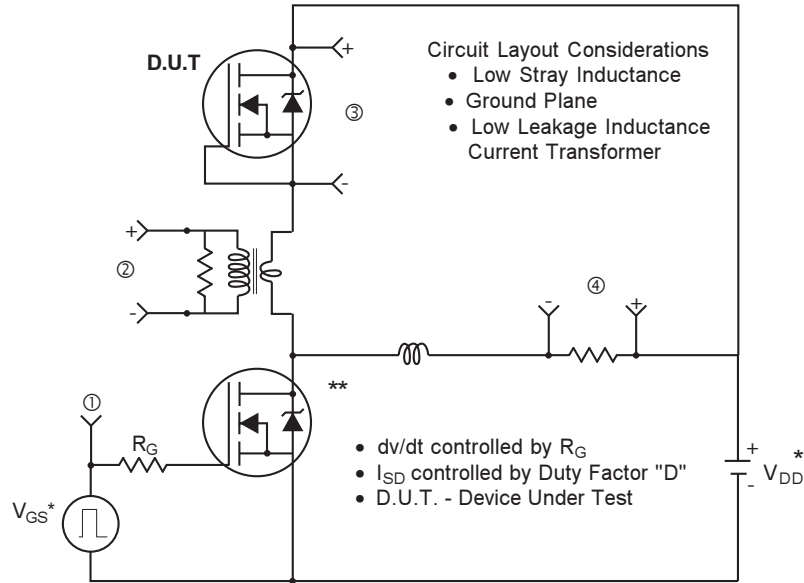 D.U.T
+
-
③
Circuit Layout Considerations
• Low Stray Inductance
• Ground Plane
• Low Leakage Inductance
Current Transformer
+
②
-
-
④
+
**
①
R_G
V_GS*
• dv/dt controlled by R_G
• I_SD controlled by Duty Factor "D"
• D.U.T. - Device Under Test
+
-
V_DD*